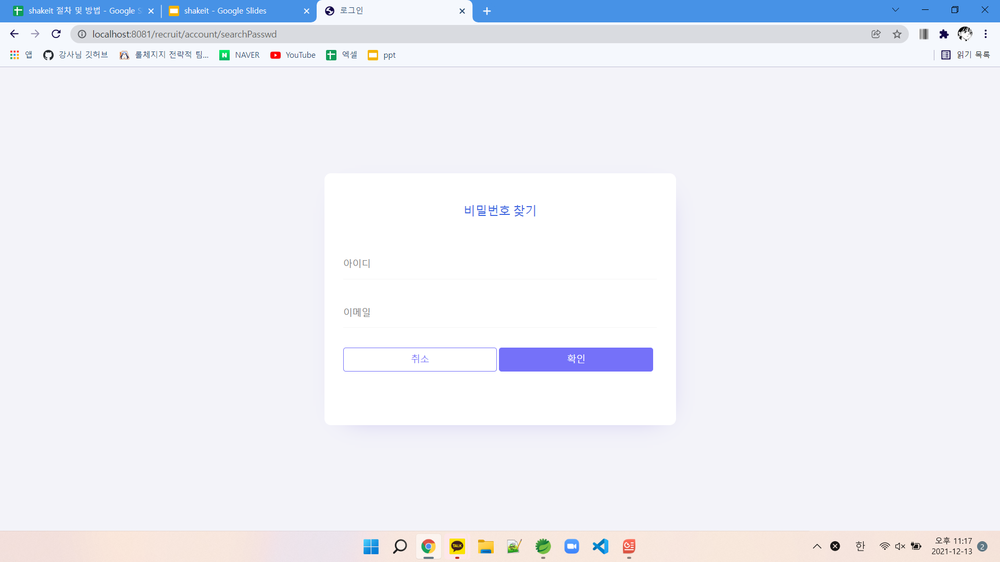 shakeit 절차 및 방법 - Google S
shakeit - Google Slides
로그인
localhost:8081/recruit/account/searchPasswd
앱
강사님 깃허브
롤체지지 전략적 팀...
N
NAVER
YouTube
엑셀
ppt
읽기 목록
비밀번호 찾기
아이디
이메일
취소
확인
TALK
한
오후 11:17
2021-12-13
2